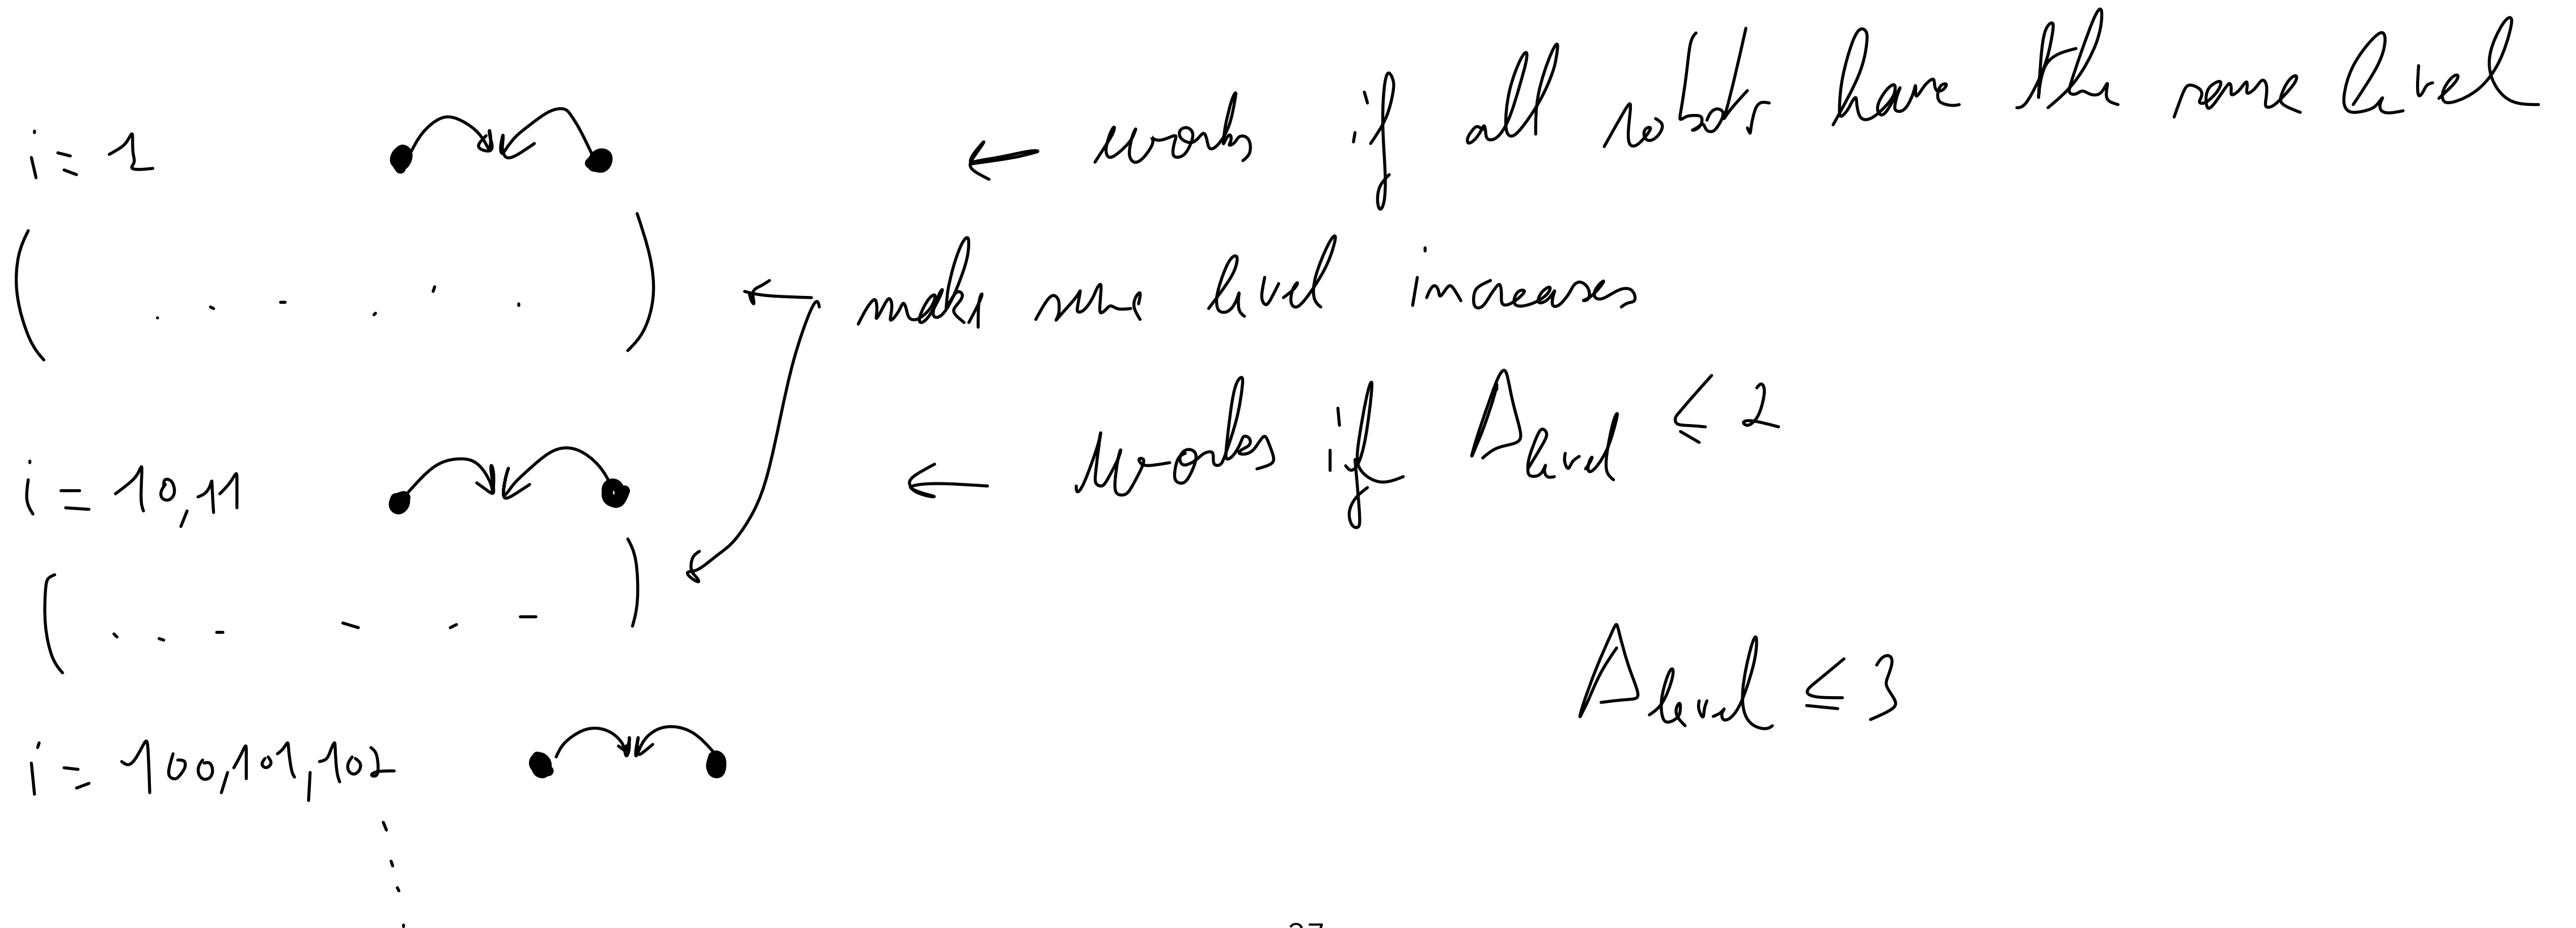 i = 1 ← works if all robots have the same level
( . . - . . . ) ← make sure level increases
i = 10,11 ← works if Δlevel ≤ 2
( . . - - - - )
Δlevel ≤ 3
i = 100,101,102